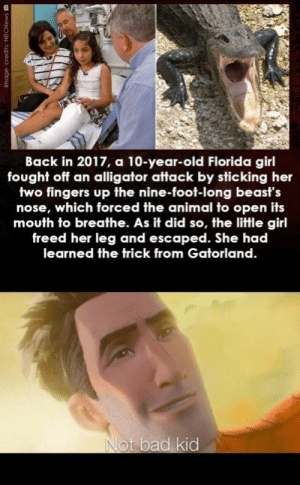 Image credits: NBCNews
Back in 2017, a 10-year-old Florida girl
fought off an alligator attack by sticking her
two fingers up the nine-foot-long beast's
nose, which forced the animal to open its
mouth to breathe. As it did so, the little girl
freed her leg and escaped. She had
learned the trick from Gatorland.
Not bad kid